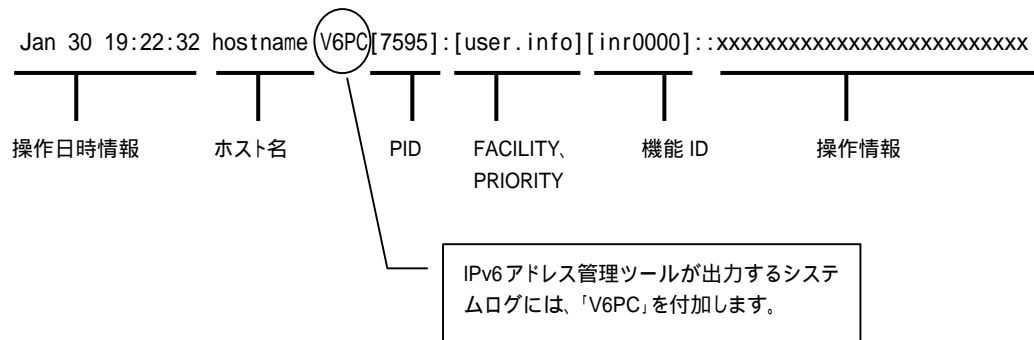 Jan 30 19:22:32 hostname V6PC[7595]:[user.info][inr0000]::xxxxxxxxxxxxxxxxxxxxxxxxxx
操作日時情報 ホスト名 PID FACILITY、 機能 ID 操作情報
PRIORITY
IPv6アドレス管理ツールが出力するシステ
ムログには、「V6PC」を付加します。